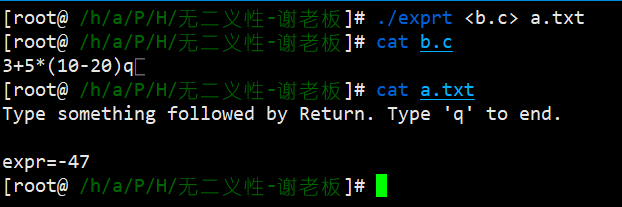 [root@ /h/a/P/H/无二义性-谢老板]# ./exprt <b.c> a.txt
[root@ /h/a/P/H/无二义性-谢老板]# cat b.c
3+5*(10-20)q
[root@ /h/a/P/H/无二义性-谢老板]# cat a.txt
Type something followed by Return. Type 'q' to end.
expr=-47
[root@ /h/a/P/H/无二义性-谢老板]#